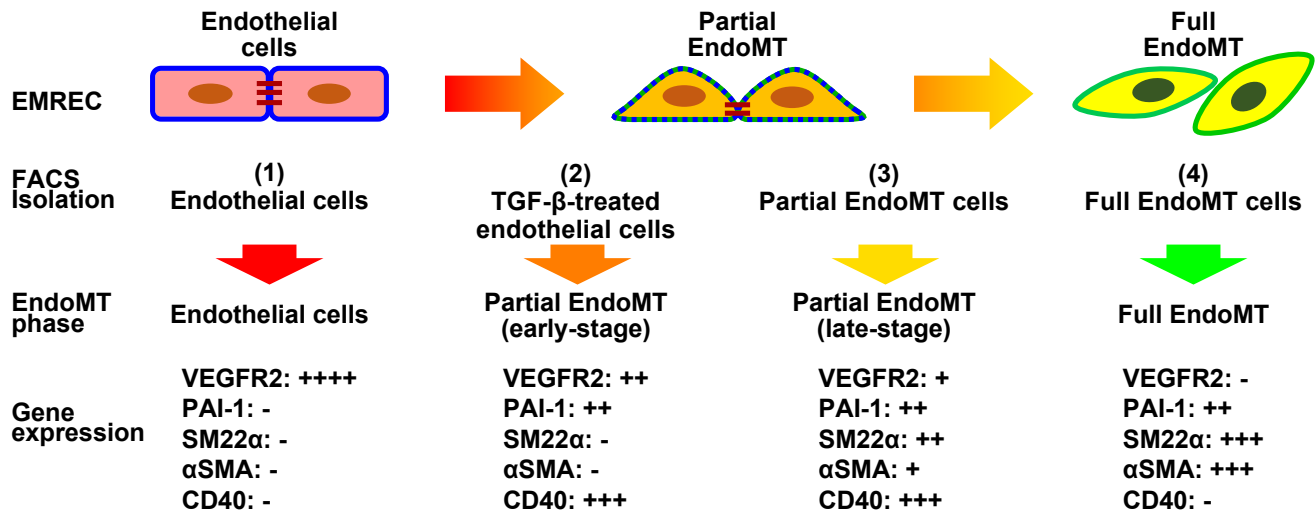 Endothelial
cells
Partial
EndoMT
Full
EndoMT
EMREC
FACS
Isolation
(1)
Endothelial cells
(2)
TGF-β-treated
endothelial cells
(3)
Partial EndoMT cells
(4)
Full EndoMT cells
EndoMT
phase
Endothelial cells
Partial EndoMT
(early-stage)
Partial EndoMT
(late-stage)
Full EndoMT
Gene
expression
VEGFR2: ++++
PAI-1: -
SM22α: -
αSMA: -
CD40: -
VEGFR2: ++
PAI-1: ++
SM22α: -
αSMA: -
CD40: +++
VEGFR2: +
PAI-1: ++
SM22α: ++
αSMA: +
CD40: +++
VEGFR2: -
PAI-1: ++
SM22α: +++
αSMA: +++
CD40: -